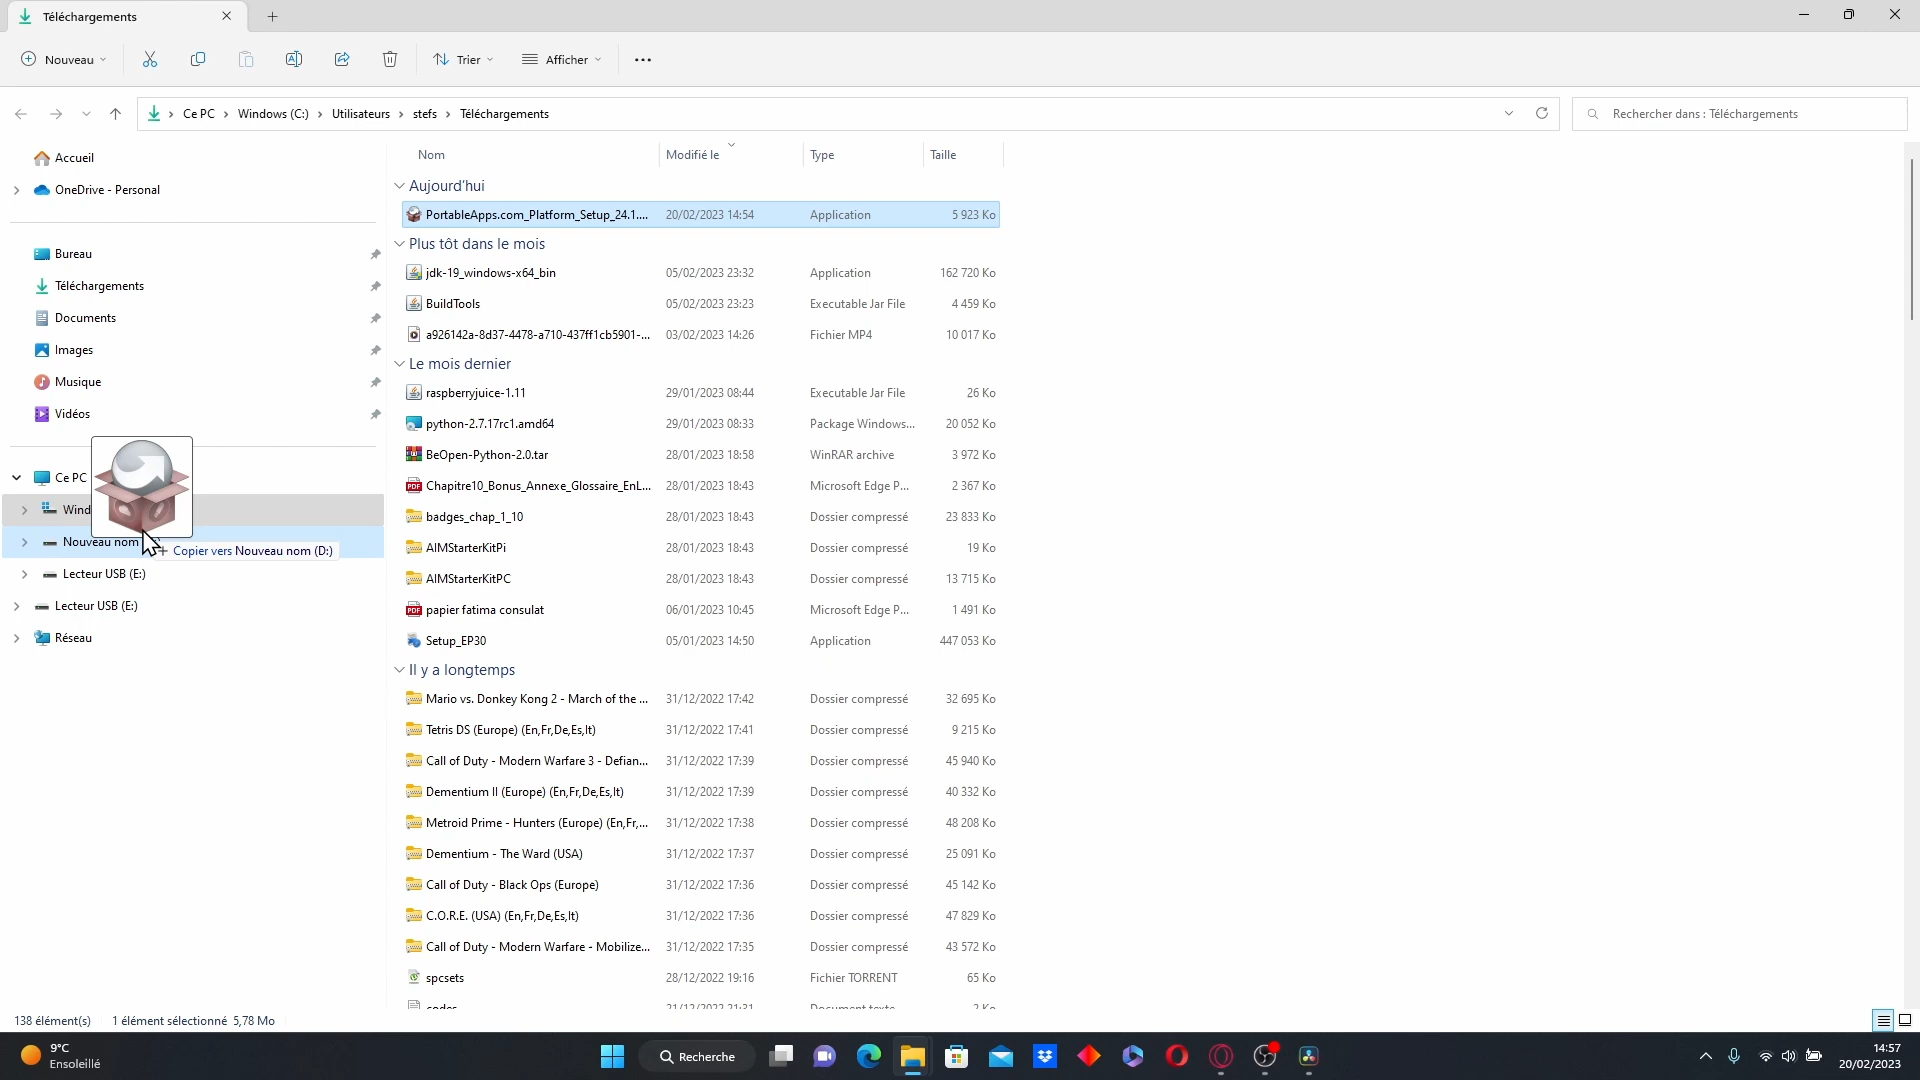 Téléchargements
Nouveau
Trier
Afficher
Ce PC
Windows (C:)
Utilisateurs
stefs
Téléchargements
Rechercher dans : Téléchargements
Accueil
OneDrive - Personal
Bureau
Téléchargements
Documents
Images
Musique
Vidéos
Ce PC
Wind
Nouveau nom
Copier vers Nouveau nom (D:)
Lecteur USB (E:)
Lecteur USB (E:)
Réseau
Nom Modifié le Type Taille
Aujourd'hui
PortableApps.com_Platform_Setup_24.1.... 20/02/2023 14:54 Application 5 923 Ko
Plus tôt dans le mois
jdk-19_windows-x64_bin 05/02/2023 23:32 Application 162 720 Ko
BuildTools 05/02/2023 23:23 Executable Jar File 4 459 Ko
a926142a-8d37-4478-a710-437ff1cb5901-... 03/02/2023 14:26 Fichier MP4 10 017 Ko
Le mois dernier
raspberryjuice-1.11 29/01/2023 08:44 Executable Jar File 26 Ko
python-2.7.17rc1.amd64 29/01/2023 08:33 Package Windows... 20 052 Ko
BeOpen-Python-2.0.tar 28/01/2023 18:58 WinRAR archive 3 972 Ko
Chapitre10_Bonus_Annexe_Glossaire_EnL... 28/01/2023 18:43 Microsoft Edge P... 2 367 Ko
badges_chap_1_10 28/01/2023 18:43 Dossier compressé 23 833 Ko
AIMStarterKitPi 28/01/2023 18:43 Dossier compressé 19 Ko
AIMStarterKitPC 28/01/2023 18:43 Dossier compressé 13 715 Ko
papier fatima consulat 06/01/2023 10:45 Microsoft Edge P... 1 491 Ko
Setup_EP30 05/01/2023 14:50 Application 447 053 Ko
Il y a longtemps
Mario vs. Donkey Kong 2 - March of the ... 31/12/2022 17:42 Dossier compressé 32 695 Ko
Tetris DS (Europe) (En,Fr,De,Es,It) 31/12/2022 17:41 Dossier compressé 9 215 Ko
Call of Duty - Modern Warfare 3 - Defian... 31/12/2022 17:39 Dossier compressé 45 940 Ko
Dementium II (Europe) (En,Fr,De,Es,It) 31/12/2022 17:39 Dossier compressé 40 332 Ko
Metroid Prime - Hunters (Europe) (En,Fr,... 31/12/2022 17:38 Dossier compressé 48 208 Ko
Dementium - The Ward (USA) 31/12/2022 17:37 Dossier compressé 25 091 Ko
Call of Duty - Black Ops (Europe) 31/12/2022 17:36 Dossier compressé 45 142 Ko
C.O.R.E. (USA) (En,Fr,De,Es,It) 31/12/2022 17:36 Dossier compressé 47 829 Ko
Call of Duty - Modern Warfare - Mobilize... 31/12/2022 17:35 Dossier compressé 43 572 Ko
spcsets 28/12/2022 19:16 Fichier TORRENT 65 Ko
138 élément(s) 1 élément sélectionné 5,78 Mo
9°C
Ensoleillé
Recherche
14:57
20/02/2023